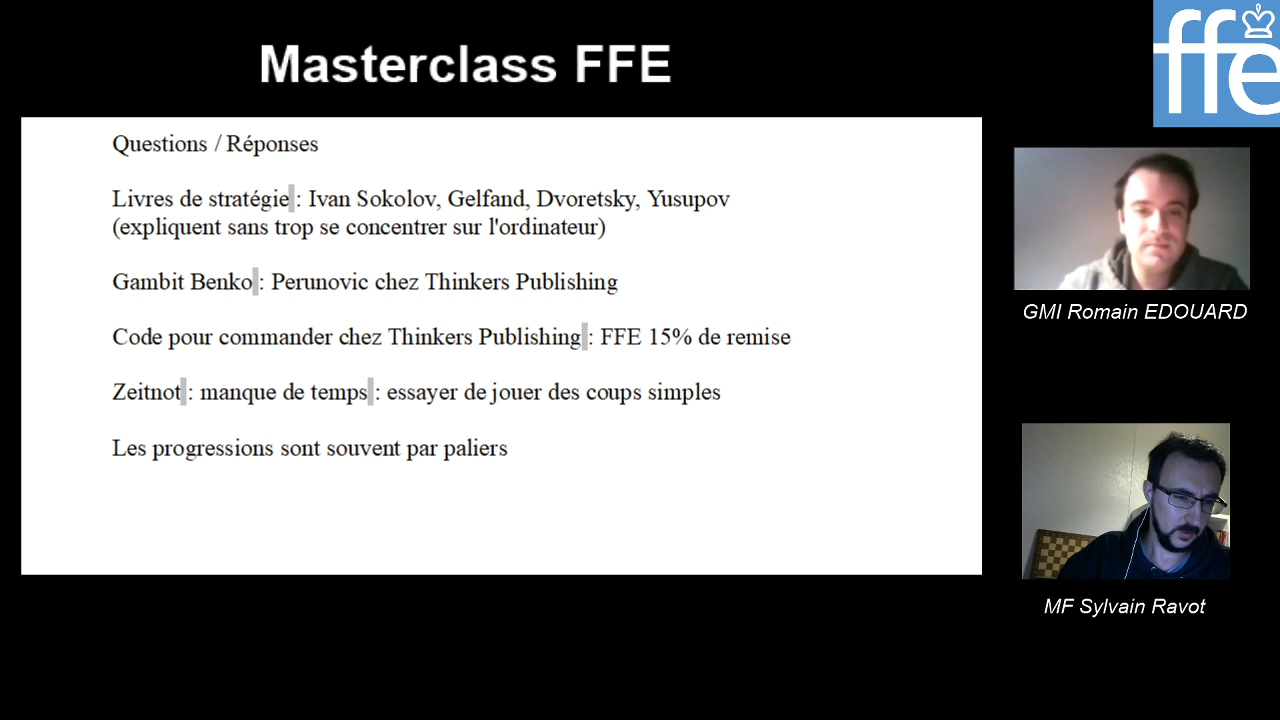 Masterclass FFE
ffe
Questions / Réponses
Livres de stratégie : Ivan Sokolov, Gelfand, Dvoretsky, Yusupov
(expliquent sans trop se concentrer sur l'ordinateur)
Gambit Benko : Perunovic chez Thinkers Publishing
Code pour commander chez Thinkers Publishing : FFE 15% de remise
Zeitnot : manque de temps : essayer de jouer des coups simples
Les progressions sont souvent par paliers
GMI Romain EDOUARD
MF Sylvain Ravot